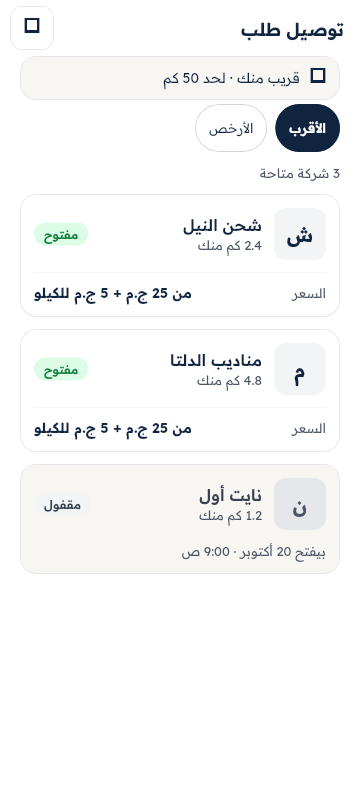 توصيل طلب
قريب منك · لحد 50 كم
الأقرب
الأرخص
3 شركة متاحة
ش
شحن النيل
2.4 كم منك
مفتوح
السعر
من 25 ج.م + 5 ج.م للكيلو
م
مناديب الدلتا
4.8 كم منك
مفتوح
السعر
من 25 ج.م + 5 ج.م للكيلو
ن
نايت أول
1.2 كم منك
مقفول
بيفتح 20 أكتوبر · 9:00 ص